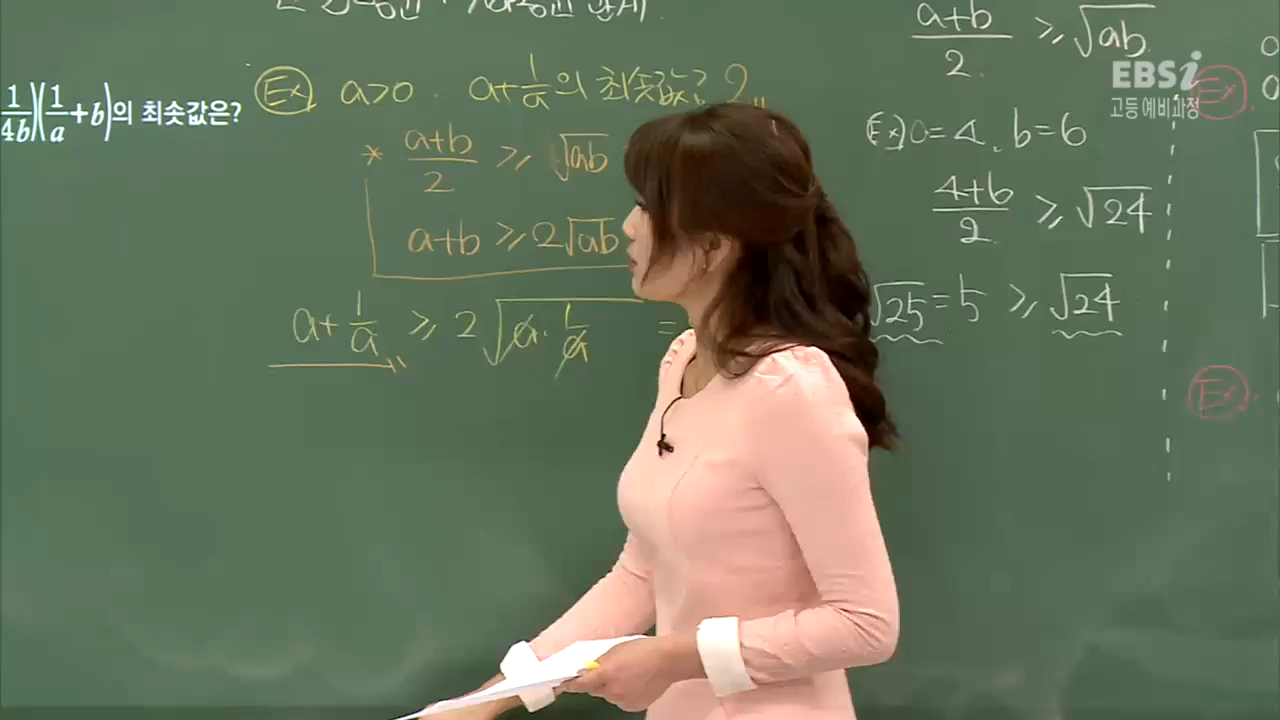 1/4b)(1/a+b)의 최솟값은?
Ex a>0. a+1/a의 최솟값? 2
* (a+b)/2 ≥ √ab
a+b ≥ 2√ab
a+1/a ≥ 2√(a·1/a) =
(a+b)/2 ≥ √ab
EBSi
고등예비과정
Ex) a=4, b=6
(4+6)/2 ≥ √24
√25=5 ≥ √24
Ex
Ex